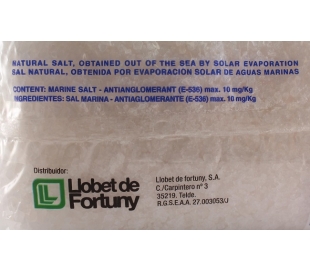 NATURAL SALT, OBTAINED OUT OF THE SEA BY SOLAR EVAPORATION
SAL NATURAL, OBTENIDA POR EVAPORACION SOLAR DE AGUAS MARINAS
CONTENT: MARINE SALT - ANTIANGLOMERANT (E-536) max. 10 mg/Kg
INGREDIENTES: SAL MARINA - ANTIAGLOMERANTE (E-536) max. 10 mg/Kg
Distribuidor:
Llobet de
Fortuny
Llobet de fortuny, S.A.
C./Carpintero nº 3
35219. Telde.
R.G.S.E.A.A. 27.003053/J